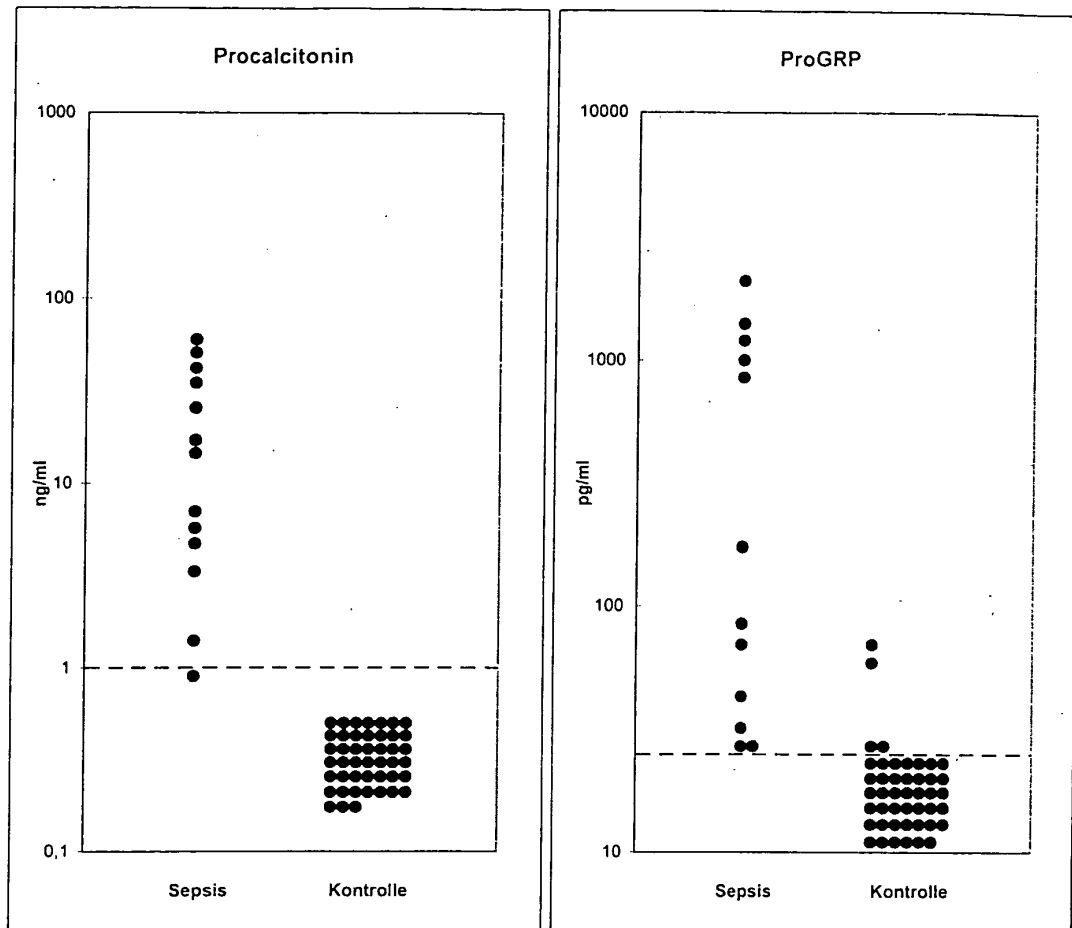 Procalcitonin
1000
100
10
1
0,1
ng/ml
Sepsis
Kontrolle
ProGRP
10000
1000
100
10
pg/ml
Sepsis
Kontrolle